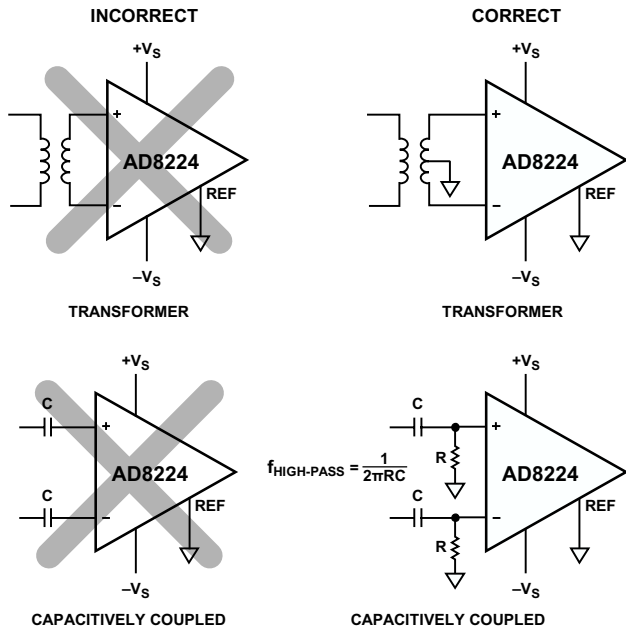 INCORRECT
+VS
+
AD8224
−
REF
−VS
TRANSFORMER
CORRECT
+VS
+
AD8224
−
REF
−VS
TRANSFORMER
+VS
C
+
AD8224
C
−
REF
−VS
CAPACITIVELY COUPLED
fHIGH-PASS = 1/2πRC
+VS
C
+
R
AD8224
C
−
R
REF
−VS
CAPACITIVELY COUPLED